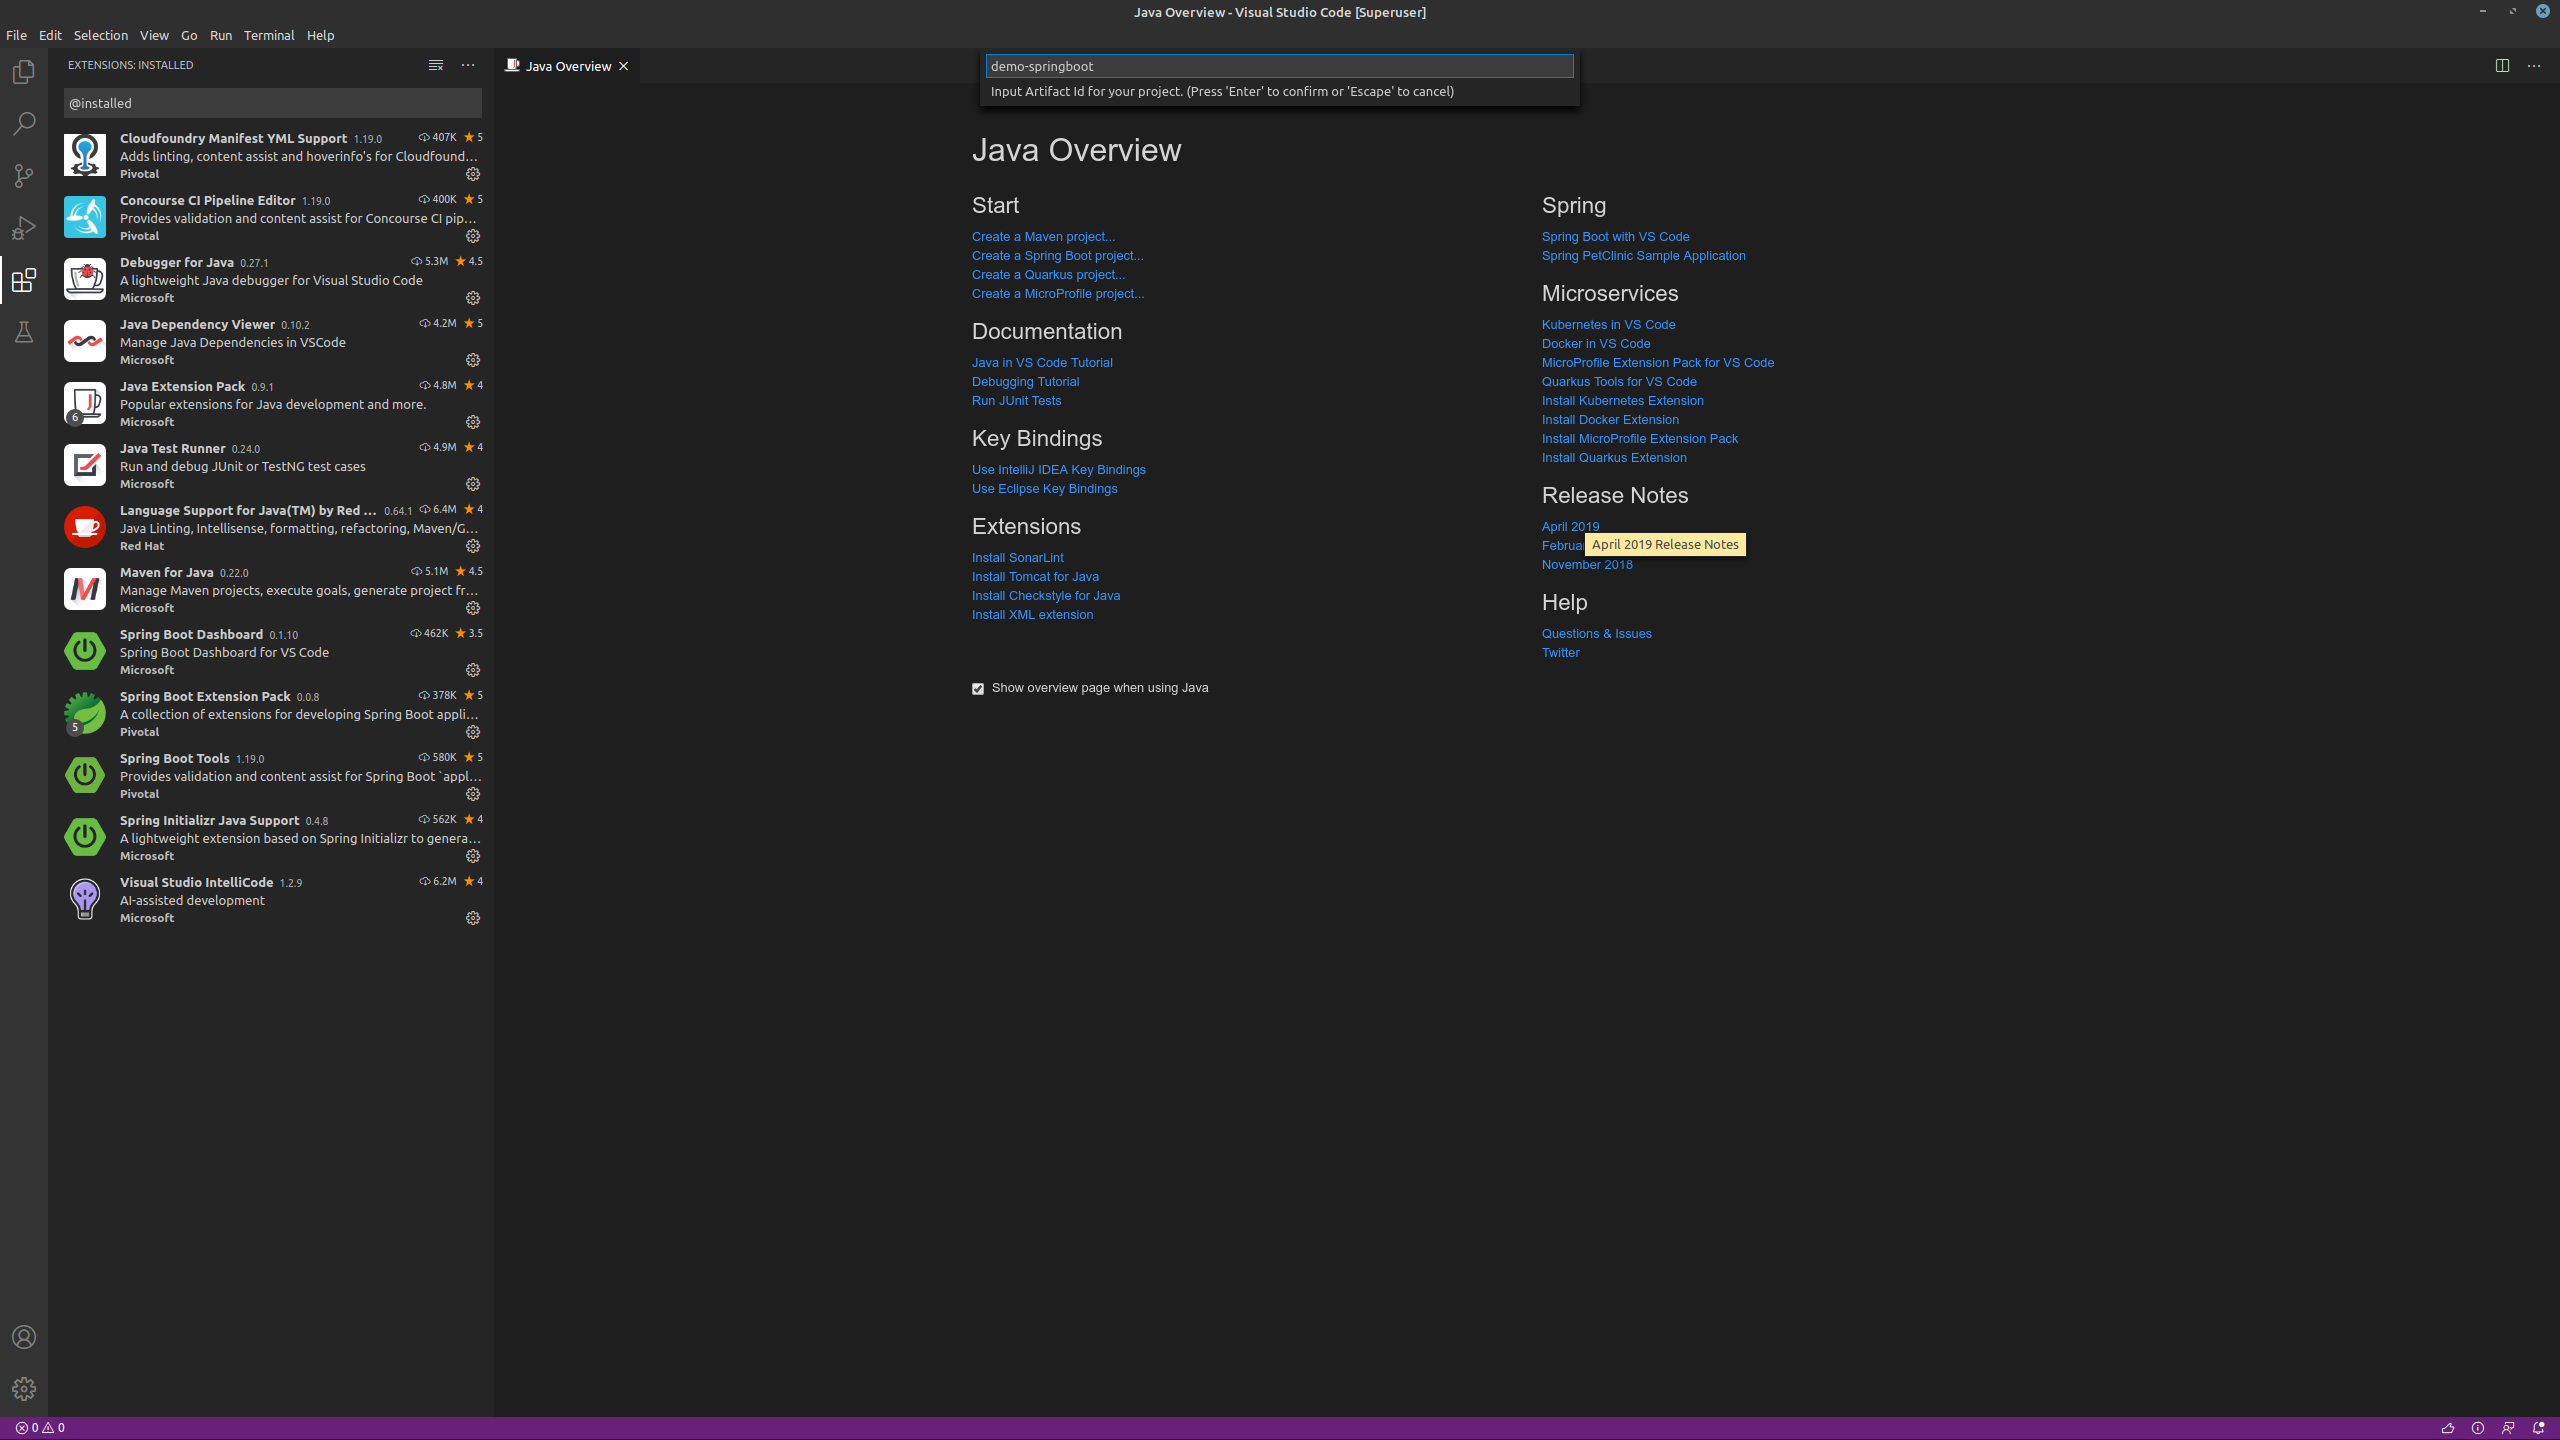 Java Overview - Visual Studio Code [Superuser]
File Edit Selection View Go Run Terminal Help
EXTENSIONS: INSTALLED
@installed
Cloudfoundry Manifest YML Support 1.19.0 407K 5
Adds linting, content assist and hoverinfo's for Cloudfound…
Pivotal
Concourse CI Pipeline Editor 1.19.0 400K 5
Provides validation and content assist for Concourse CI pip…
Pivotal
Debugger for Java 0.27.1 5.3M 4.5
A lightweight Java debugger for Visual Studio Code
Microsoft
Java Dependency Viewer 0.10.2 4.2M 5
Manage Java Dependencies in VSCode
Microsoft
Java Extension Pack 0.9.1 4.8M 4
Popular extensions for Java development and more.
6
Microsoft
Java Test Runner 0.24.0 4.9M 4
Run and debug JUnit or TestNG test cases
Microsoft
Language Support for Java(TM) by Red … 0.64.1 6.4M 4
Java Linting, Intellisense, formatting, refactoring, Maven/G…
Red Hat
Maven for Java 0.22.0 5.1M 4.5
Manage Maven projects, execute goals, generate project fr…
Microsoft
Spring Boot Dashboard 0.1.10 462K 3.5
Spring Boot Dashboard for VS Code
Microsoft
Spring Boot Extension Pack 0.0.8 378K 5
A collection of extensions for developing Spring Boot appli…
5
Pivotal
Spring Boot Tools 1.19.0 580K 5
Provides validation and content assist for Spring Boot `appl…
Pivotal
Spring Initializr Java Support 0.4.8 562K 4
A lightweight extension based on Spring Initializr to genera…
Microsoft
Visual Studio IntelliCode 1.2.9 6.2M 4
AI-assisted development
Microsoft
Java Overview
demo-springboot
Input Artifact Id for your project. (Press 'Enter' to confirm or 'Escape' to cancel)
Java Overview
Start
Create a Maven project...
Create a Spring Boot project...
Create a Quarkus project...
Create a MicroProfile project...
Documentation
Java in VS Code Tutorial
Debugging Tutorial
Run JUnit Tests
Key Bindings
Use IntelliJ IDEA Key Bindings
Use Eclipse Key Bindings
Extensions
Install SonarLint
Install Tomcat for Java
Install Checkstyle for Java
Install XML extension
Show overview page when using Java
Spring
Spring Boot with VS Code
Spring PetClinic Sample Application
Microservices
Kubernetes in VS Code
Docker in VS Code
MicroProfile Extension Pack for VS Code
Quarkus Tools for VS Code
Install Kubernetes Extension
Install Docker Extension
Install MicroProfile Extension Pack
Install Quarkus Extension
Release Notes
April 2019
April 2019 Release Notes
November 2018
Help
Questions & Issues
Twitter
0 0